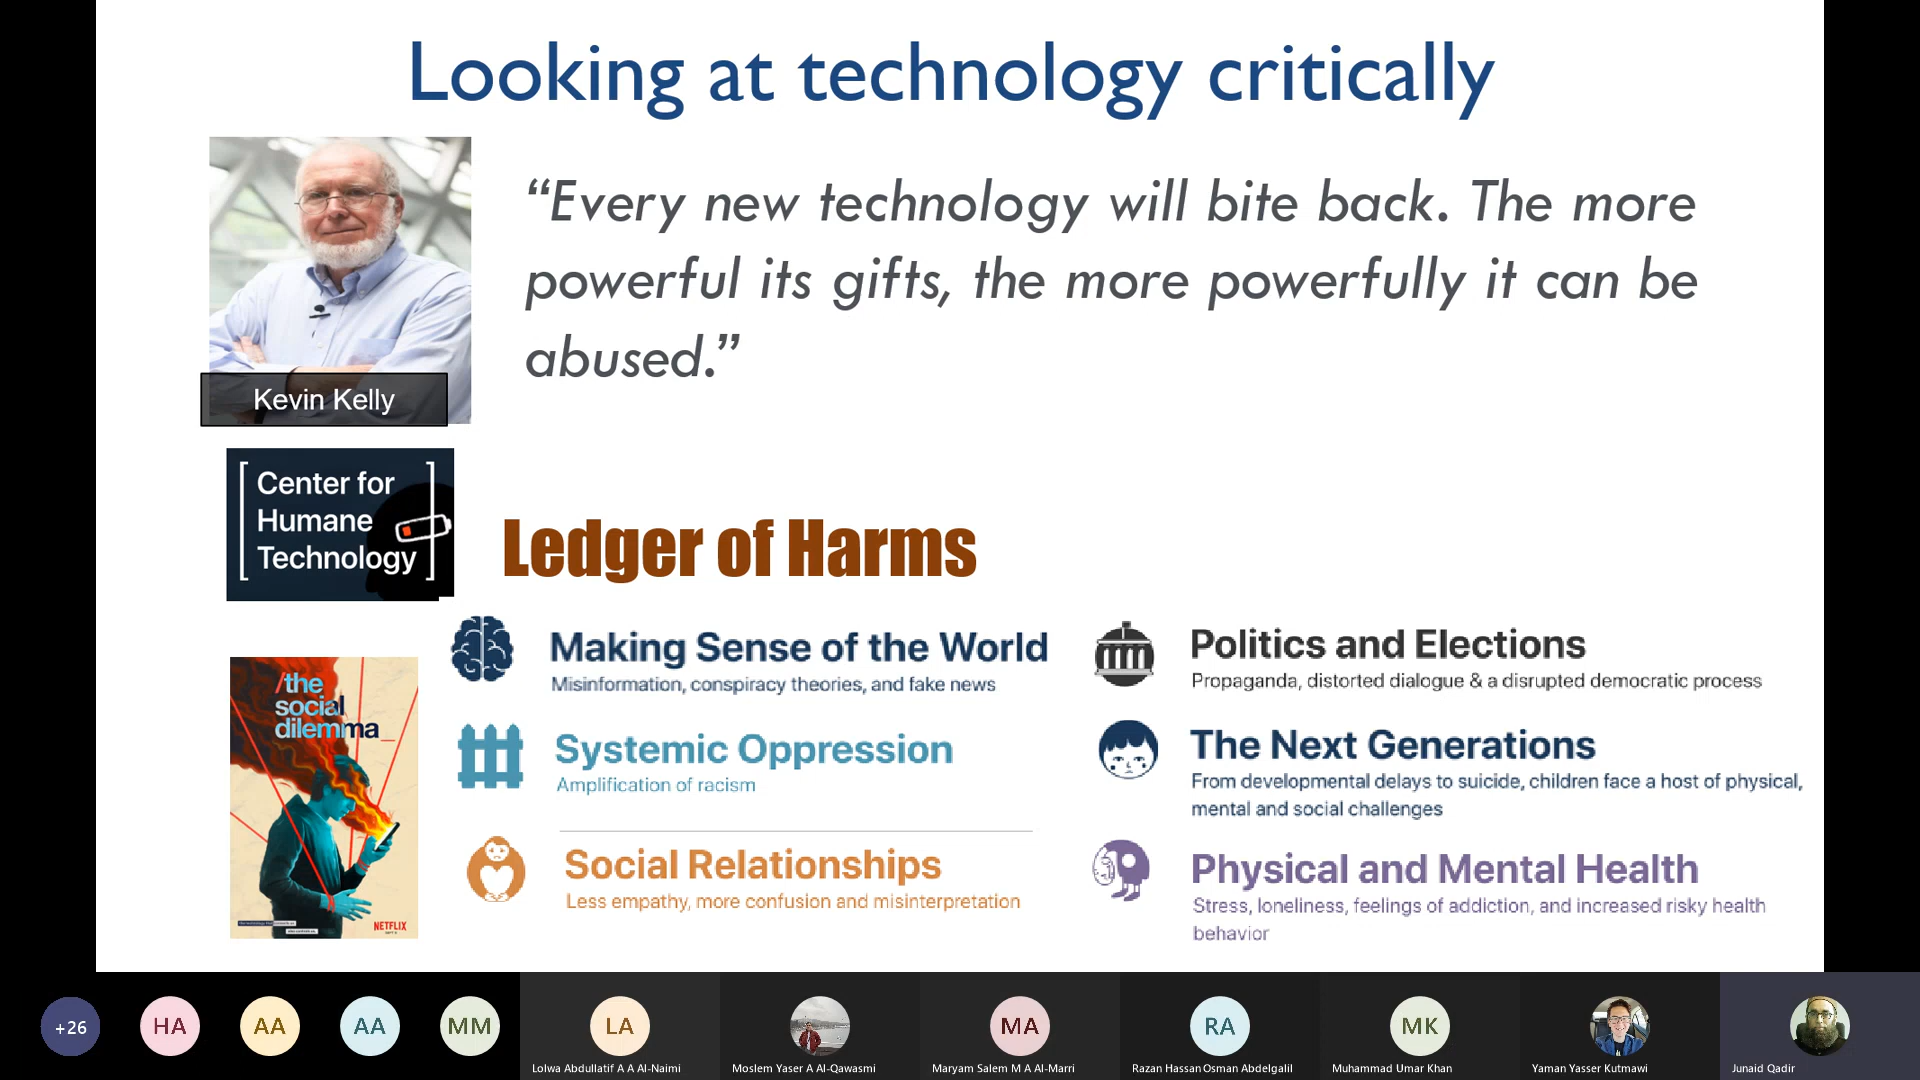 Looking at technology critically
“Every new technology will bite back. The more
powerful its gifts, the more powerfully it can be
abused.”
Kevin Kelly
Center for
Humane
Technology
Ledger of Harms
Making Sense of the World
Misinformation, conspiracy theories, and fake news
Systemic Oppression
Amplification of racism
Social Relationships
Less empathy, more confusion and misinterpretation
Politics and Elections
Propaganda, distorted dialogue & a disrupted democratic process
The Next Generations
From developmental delays to suicide, children face a host of physical,
mental and social challenges
Physical and Mental Health
Stress, loneliness, feelings of addiction, and increased risky health
behavior
/the
social
dilemma_
NETFLIX
+26
HA
AA
AA
MM
LA
Lolwa Abdullatif A A Al-Naimi
Moslem Yaser A Al-Qawasmi
MA
Maryam Salem M A Al-Marri
RA
Razan Hassan Osman Abdelgalil
MK
Muhammad Umar Khan
Yaman Yasser Kutmawi
Junaid Qadir